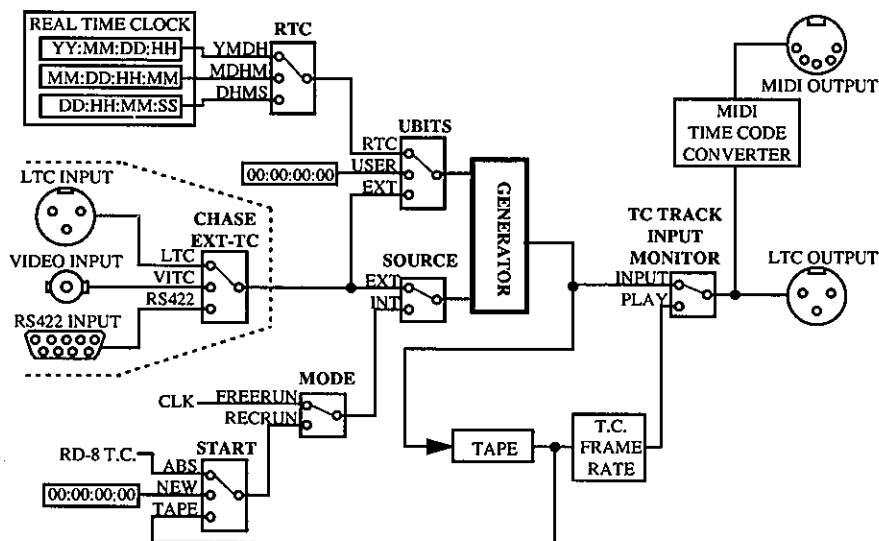 REAL TIME CLOCK
YY:MM:DD:HH
MM:DD:HH:MM
DD:HH:MM:SS
RTC
YMDH
MDHM
DHMS
UBITS
RTC
USER
EXT
00:00:00:00
GENERATOR
MIDI OUTPUT
MIDI
TIME CODE
CONVERTER
LTC INPUT
VIDEO INPUT
RS422 INPUT
CHASE
EXT-TC
LTC
VITC
RS422
SOURCE
EXT
INT
TC TRACK
INPUT
MONITOR
INPUT
PLAY
LTC OUTPUT
MODE
CLK
FREERUN
RECRUN
START
RD-8 T.C.
ABS
NEW
TAPE
00:00:00:00
TAPE
T.C.
FRAME
RATE